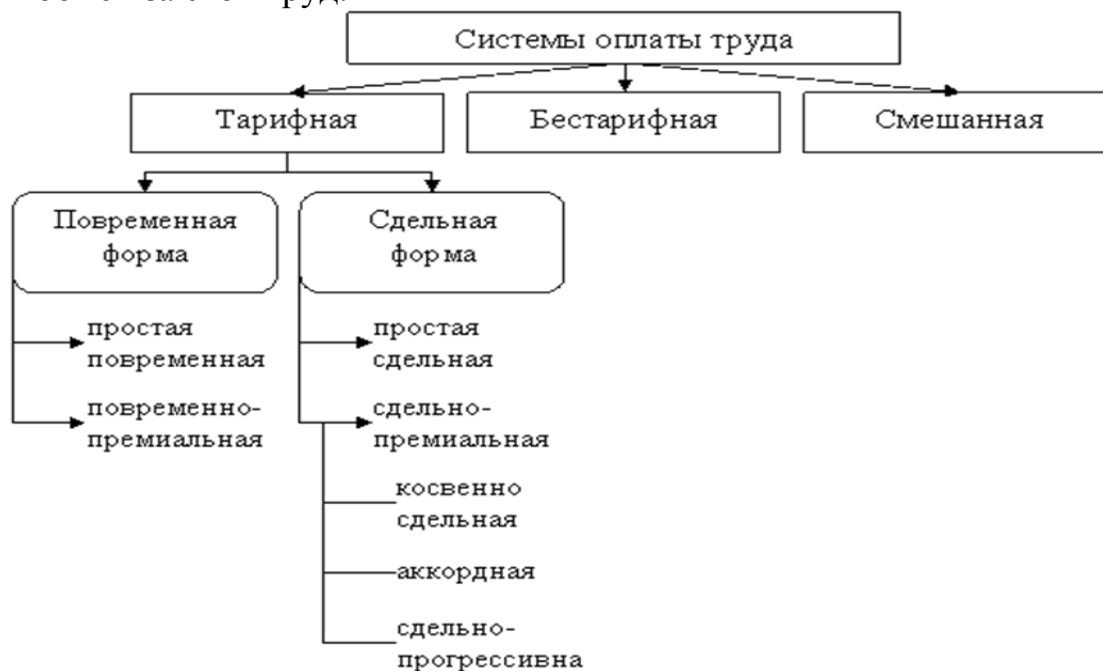 Системы оплаты труда
Тарифная
Бестарифная
Смешанная
Повременная
форма
Сдельная
форма
простая
повременная
повременно-
премиальная
простая
сдельная
сдельно-
премиальная
косвенно
сдельная
аккордная
сдельно-
прогрессивна